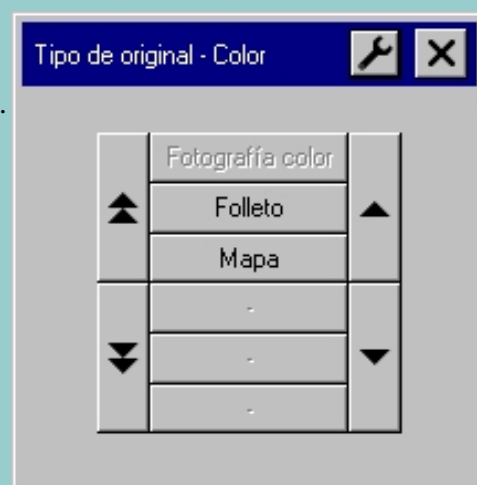 Tipo de original - Color
.
Fotografía color
Folleto
Mapa
-
-
-